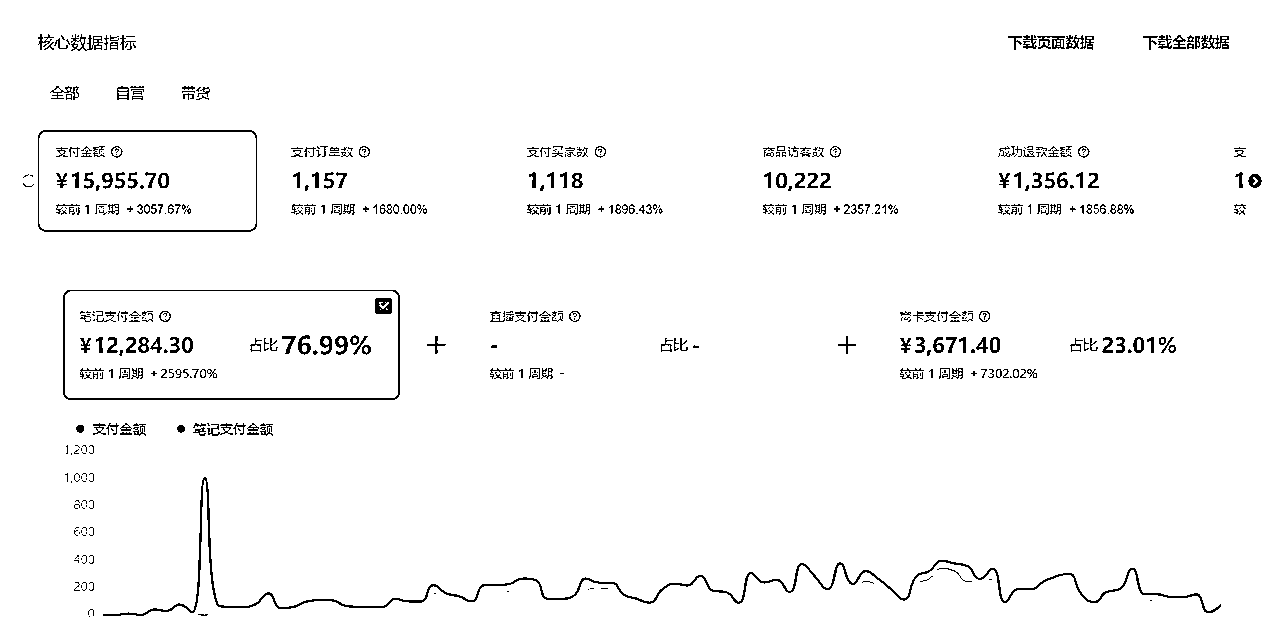 核心数据指标
下载页面数据 下载全部数据
全部 自营 带货
支付金额 支付订单数 支付买家数 商品访客数 成功退款金额 支
¥15,955.70 1,157 1,118 10,222 ¥1,356.12 1
较前 1 周期 +3057.67% 较前 1 周期 +1680.00% 较前 1 周期 +1896.43% 较前 1 周期 +2357.21% 较前 1 周期 +1856.88% 较
笔记支付金额 直播支付金额 商卡支付金额
¥12,284.30 占比 76.99% + - 占比 - + ¥3,671.40 占比 23.01%
较前 1 周期 +2595.70% 较前 1 周期 - 较前 1 周期 +7302.02%
支付金额 笔记支付金额
1,200
1,000
800
600
400
200
0